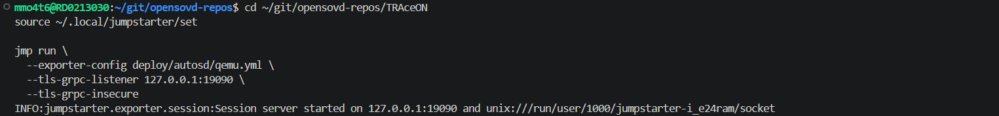 mmo4t6@RD0213030:~/git/opensovd-repos$ cd ~/git/opensovd-repos/TRAceON
source ~/.local/jumpstarter/set

jmp run \
  --exporter-config deploy/autosd/qemu.yml \
  --tls-grpc-listener 127.0.0.1:19090 \
  --tls-grpc-insecure
INFO:jumpstarter.exporter.session:Session server started on 127.0.0.1:19090 and unix:///run/user/1000/jumpstarter-i_e24ram/socket